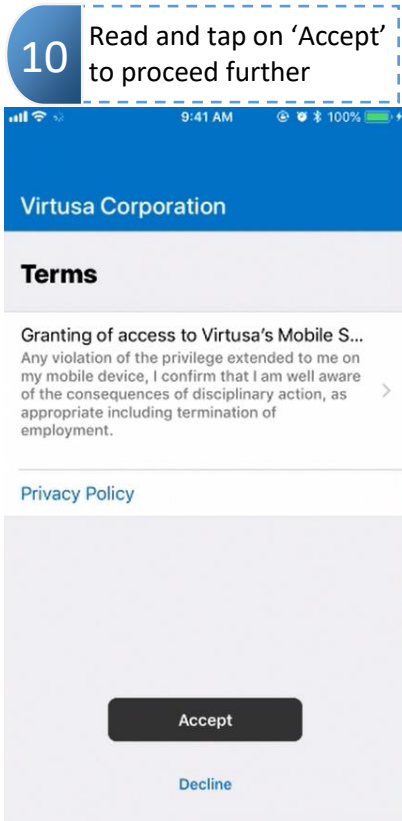 10
Read and tap on ‘Accept’
to proceed further
9:41 AM
100%
Virtusa Corporation
Terms
Granting of access to Virtusa's Mobile S...
Any violation of the privilege extended to me on
my mobile device, I confirm that I am well aware
of the consequences of disciplinary action, as
appropriate including termination of
employment.
Privacy Policy
Accept
Decline